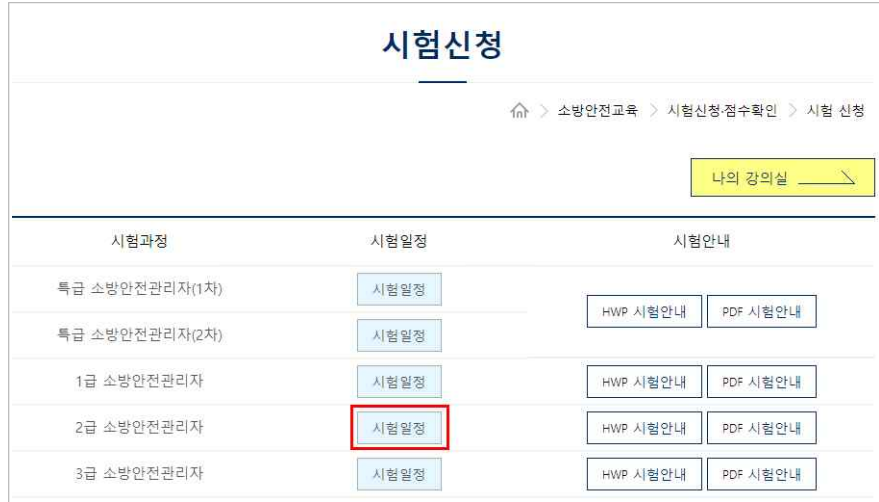 시험신청
소방안전교육 > 시험신청·점수확인 > 시험 신청
나의 강의실
시험과정 시험일정 시험안내
특급 소방안전관리자(1차) 시험일정
HWP 시험안내 PDF 시험안내
특급 소방안전관리자(2차) 시험일정
1급 소방안전관리자 시험일정 HWP 시험안내 PDF 시험안내
2급 소방안전관리자 시험일정 HWP 시험안내 PDF 시험안내
3급 소방안전관리자 시험일정 HWP 시험안내 PDF 시험안내